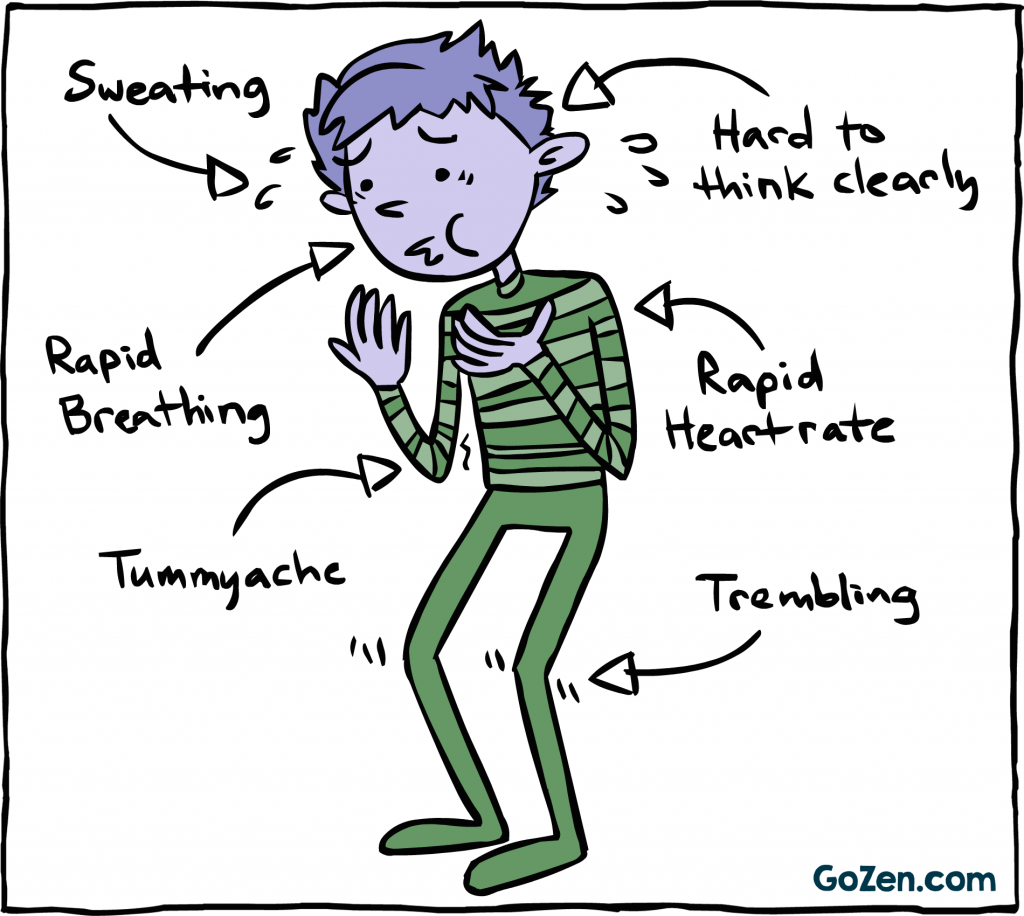 Sweating
Hard to
think clearly
Rapid
Breathing
Rapid
Heartrate
Tummyache
Trembling
GoZen.com